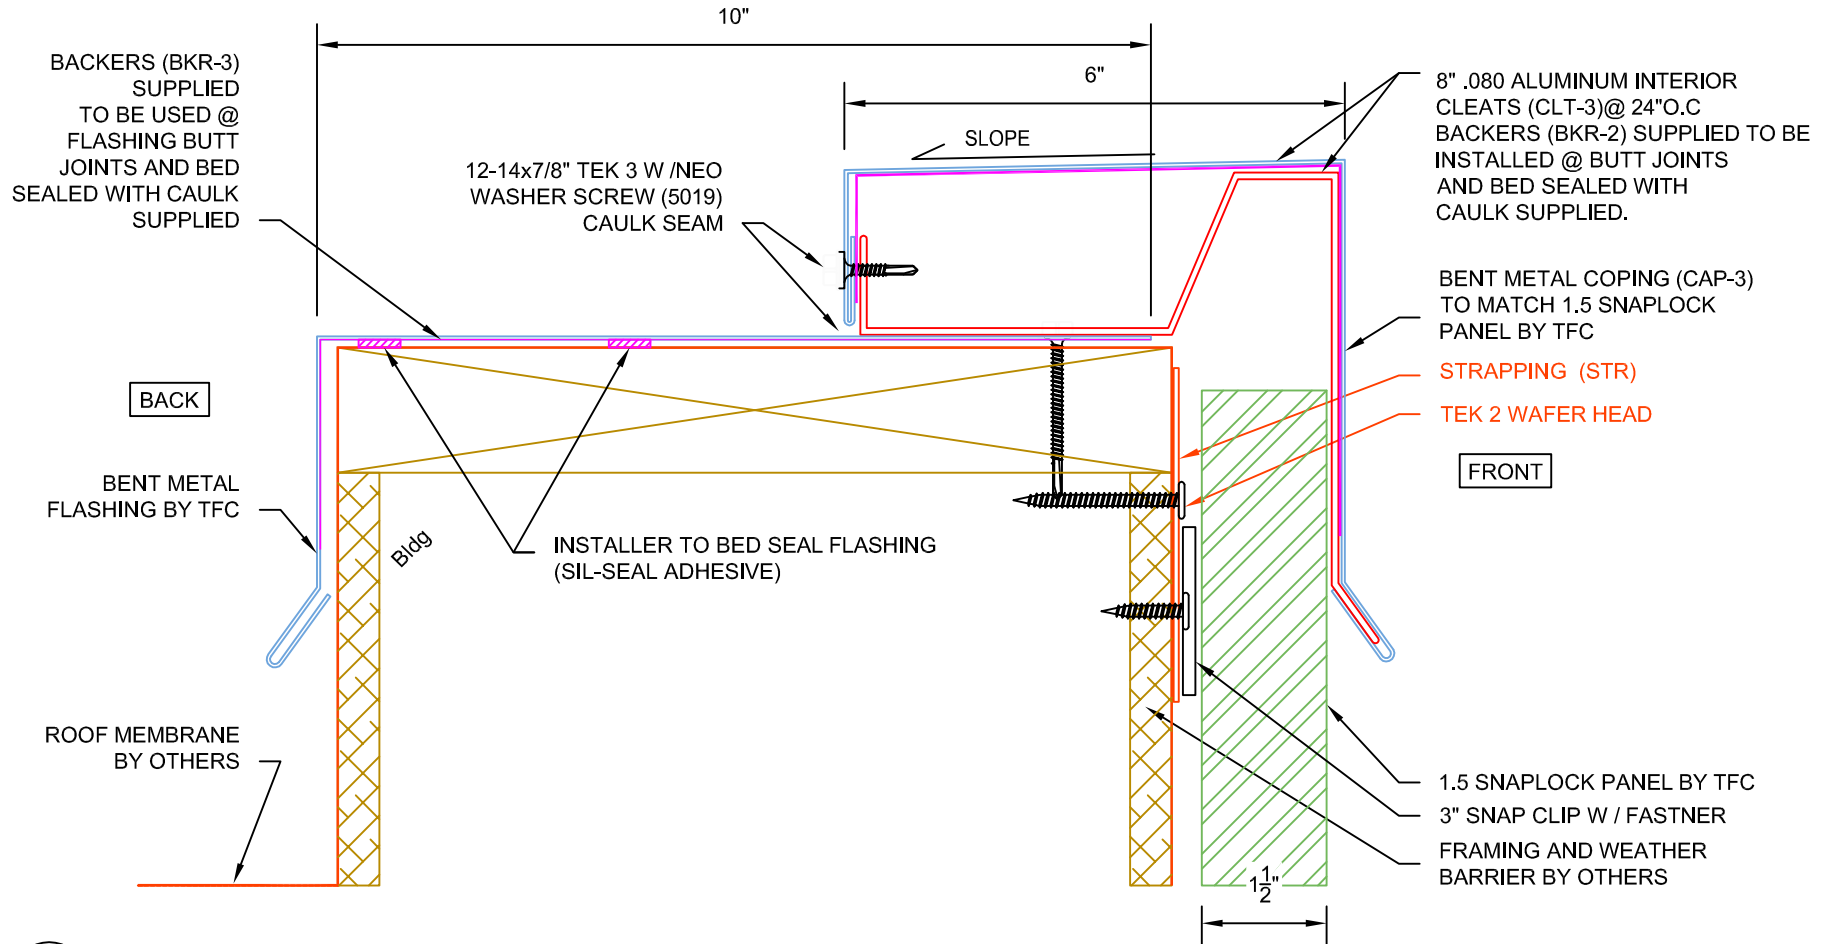 10"
6"
BACKERS (BKR-3)
SUPPLIED
TO BE USED @
FLASHING BUTT
JOINTS AND BED
SEALED WITH CAULK
SUPPLIED
12-14x7/8" TEK 3 W /NEO
WASHER SCREW (5019)
CAULK SEAM
SLOPE
8" .080 ALUMINUM INTERIOR
CLEATS (CLT-3)@ 24"O.C
BACKERS (BKR-2) SUPPLIED TO BE
INSTALLED @ BUTT JOINTS
AND BED SEALED WITH
CAULK SUPPLIED.
BENT METAL COPING (CAP-3)
TO MATCH 1.5 SNAPLOCK
PANEL BY TFC
STRAPPING (STR)
TEK 2 WAFER HEAD
BACK
FRONT
BENT METAL
FLASHING BY TFC
Bldg
INSTALLER TO BED SEAL FLASHING
(SIL-SEAL ADHESIVE)
ROOF MEMBRANE
BY OTHERS
1.5 SNAPLOCK PANEL BY TFC
3" SNAP CLIP W / FASTNER
FRAMING AND WEATHER
BARRIER BY OTHERS
1 1/2"